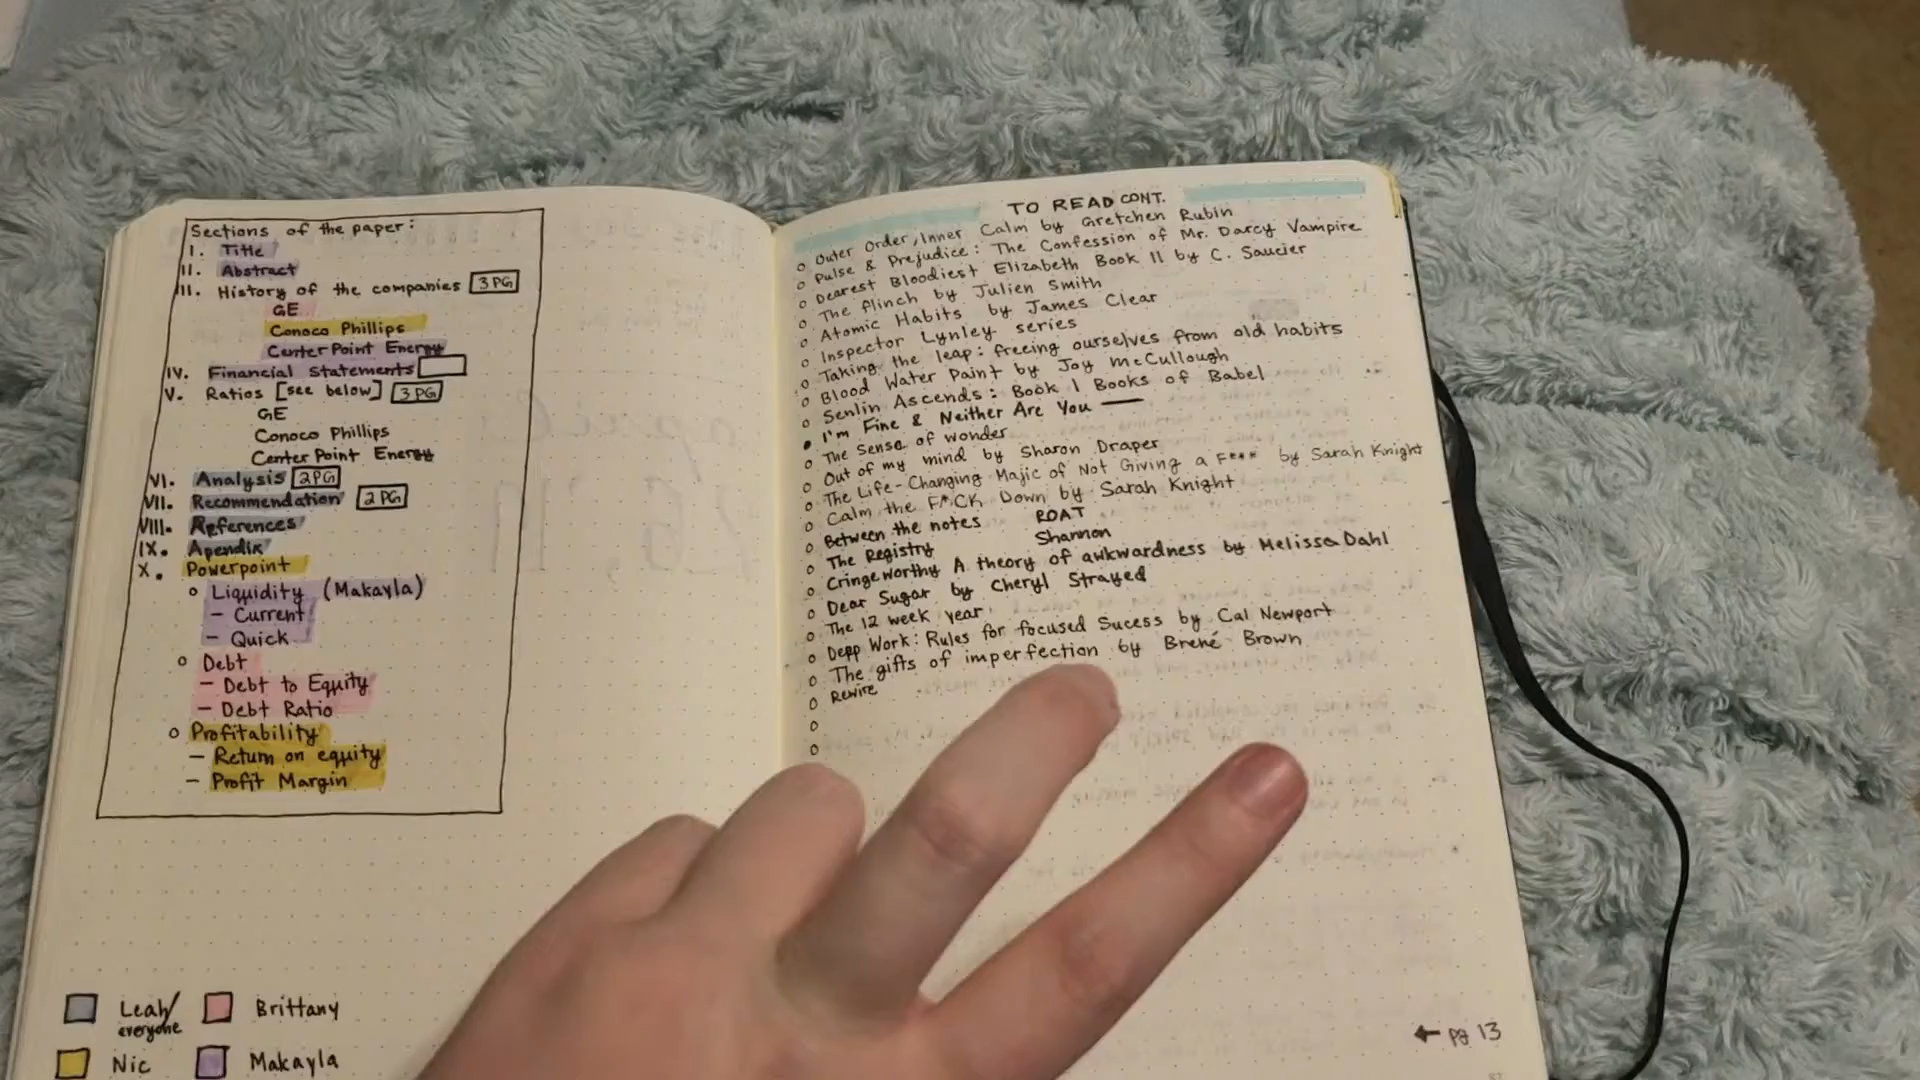 Sections of the paper:
I. Title
II. Abstract
III. History of the companies 3 PG
GE
Conoco Phillips
Center Point Energy
IV. Financial Statements
V. Ratios [see below] 3 PG
GE
Conoco Phillips
Center Point Energy
VI. Analysis 2 PG
VII. Recommendation 2 PG
VIII. References
IX. Apendix
X. Powerpoint
Liquidity (Makayla)
- Current
- Quick
Debt
- Debt to Equity
- Debt Ratio
Profitability
- Return on equity
- Profit Margin
Leah/
everyone
Brittany
Nic
Makayla
TO READ CONT.
Outer Order, Inner Calm by Gretchen Rubin
Pulse & Prejudice: The Confession of Mr. Darcy Vampire
Dearest Bloodiest Elizabeth Book II by C. Saucier
The flinch by Julien Smith
Atomic Habits by James Clear
Inspector Lynley series
Taking the leap: freeing ourselves from old habits
Blood Water Paint by Joy McCullough
Senlin Ascends: Book 1 Books of Babel
I'm Fine & Neither Are You —
The Sense of wonder
Out of my mind by Sharon Draper
The Life-Changing Majic of Not Giving a F*** by Sarah Knight
Calm the F*CK Down by Sarah Knight
Between the notes ROAT
The Registry Shannon
Cringeworthy A theory of awkwardness by Melissa Dahl
Dear Sugar by Cheryl Strayed
The 12 week year
Depp Work: Rules for focused Sucess by Cal Newport
The gifts of imperfection by Brené Brown
Rewire
← pg 13